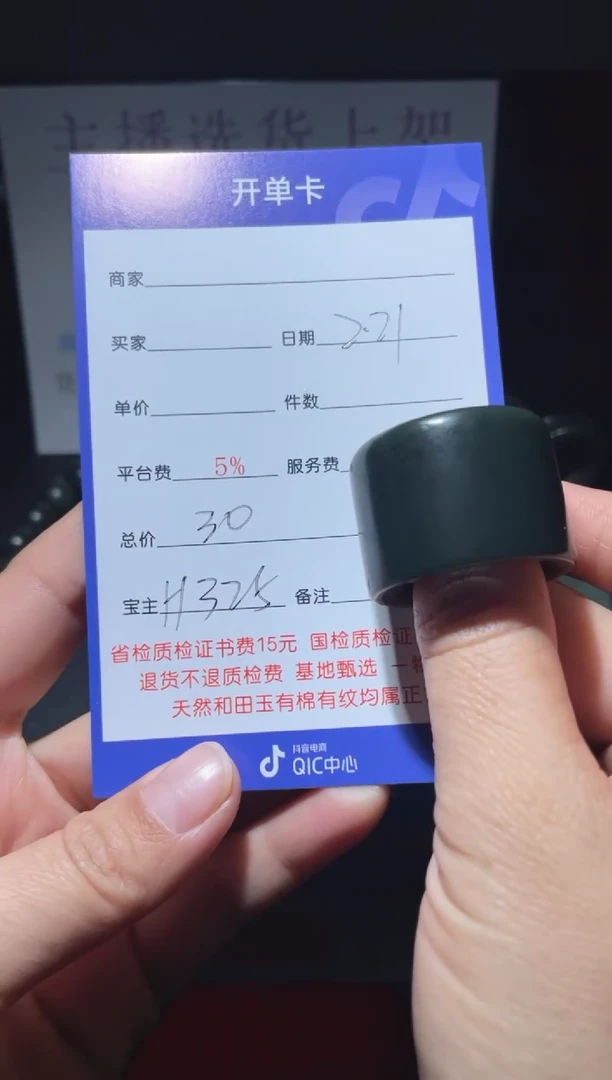 主播选货上架
开单卡
商家
买家 日期 2.21
单价 件数
平台费 5% 服务费
总价 30
宝主 H325 备注
省检质检证书费15元 国检质检证
退货不退质检费 基地甄选 一物
天然和田玉有棉有纹均属正
抖音电商
QIC中心